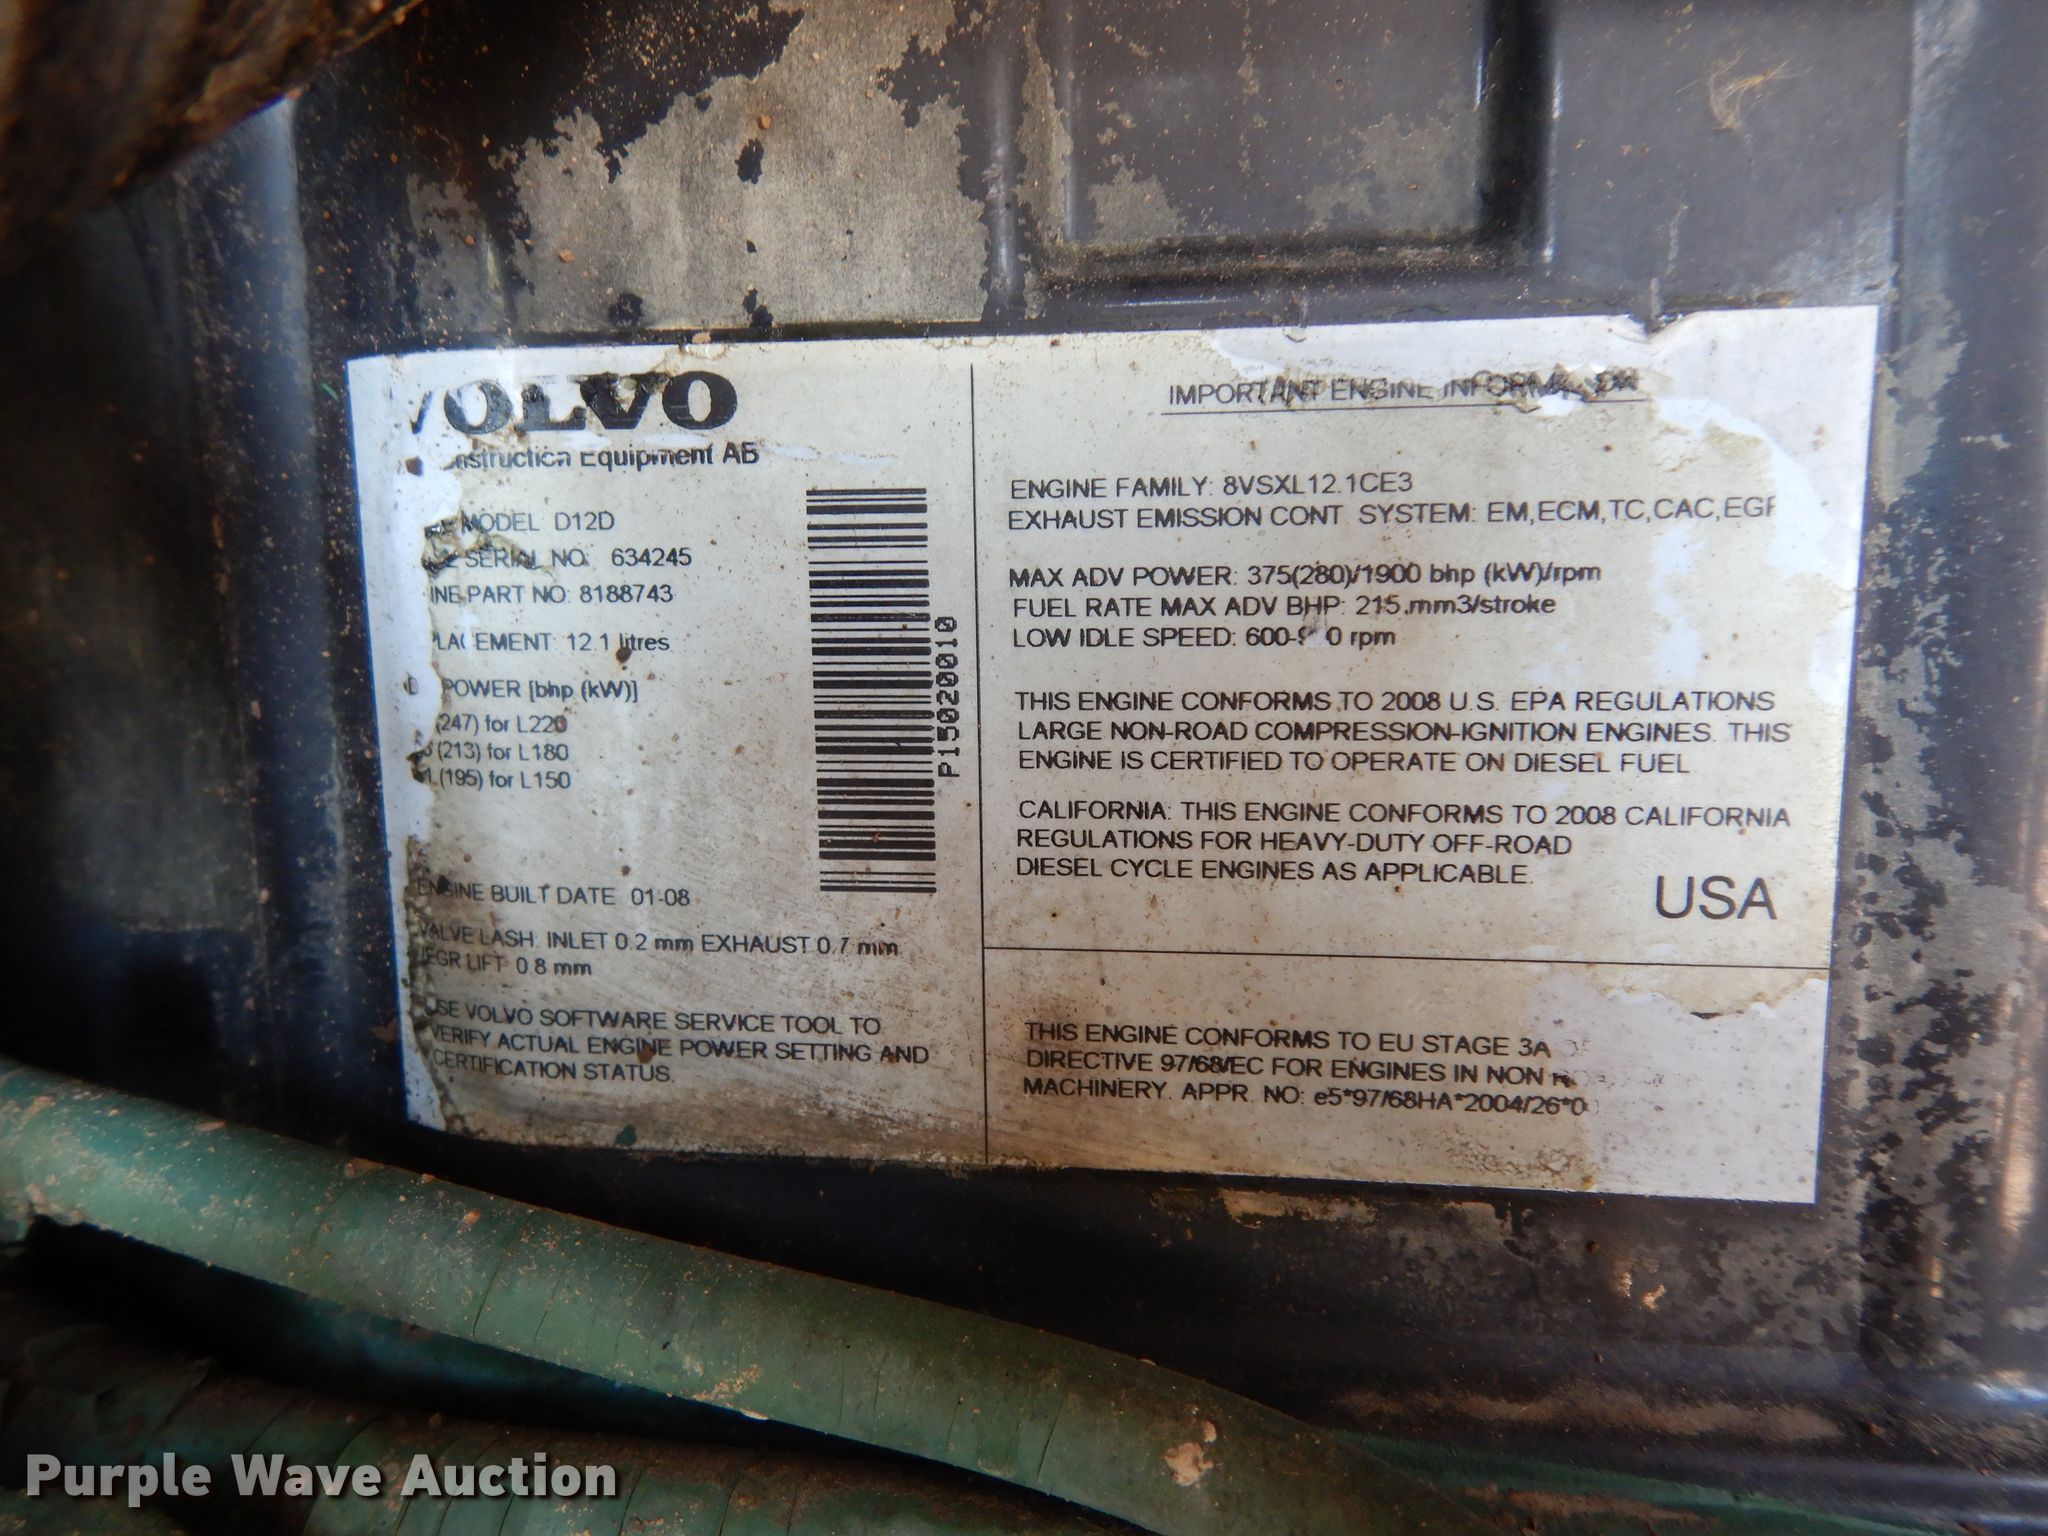 VOLVO
Construction Equipment AB
MODEL D12D
SERIAL NO: 634245
PART NO: 8188743
12.1 litres
POWER [bhp (kW)]
(247) for L220
(213) for L180
(195) for L150
P15020010
ENGINE BUILT DATE 01-08
VALVE LASH: INLET 0.2 mm EXHAUST 0.7 mm
IEGR LIFT: 0.8 mm
USE VOLVO SOFTWARE SERVICE TOOL TO
VERIFY ACTUAL ENGINE POWER SETTING AND
CERTIFICATION STATUS.
IMPORTANT ENGINE INFORMATION
ENGINE FAMILY: 8VSXL12.1CE3
EXHAUST EMISSION CONT SYSTEM: EM,ECM,TC,CAC,EGR
MAX ADV POWER: 375(280)/1900 bhp (kW)/rpm
FUEL RATE MAX ADV BHP: 215.mm3/stroke
LOW IDLE SPEED: rpm
THIS ENGINE CONFORMS TO 2008 U.S. EPA REGULATIONS
LARGE NON-ROAD COMPRESSION-IGNITION ENGINES. THIS
ENGINE IS CERTIFIED TO OPERATE ON DIESEL FUEL
CALIFORNIA: THIS ENGINE CONFORMS TO 2008 CALIFORNIA
REGULATIONS FOR HEAVY-DUTY OFF-ROAD
DIESEL CYCLE ENGINES AS APPLICABLE.
USA
THIS ENGINE CONFORMS TO EU STAGE 3A
DIRECTIVE 97/68/EC FOR ENGINES IN NON
MACHINERY. APPR. NO: e5*97/68HA*2004/26*0
Purple Wave Auction